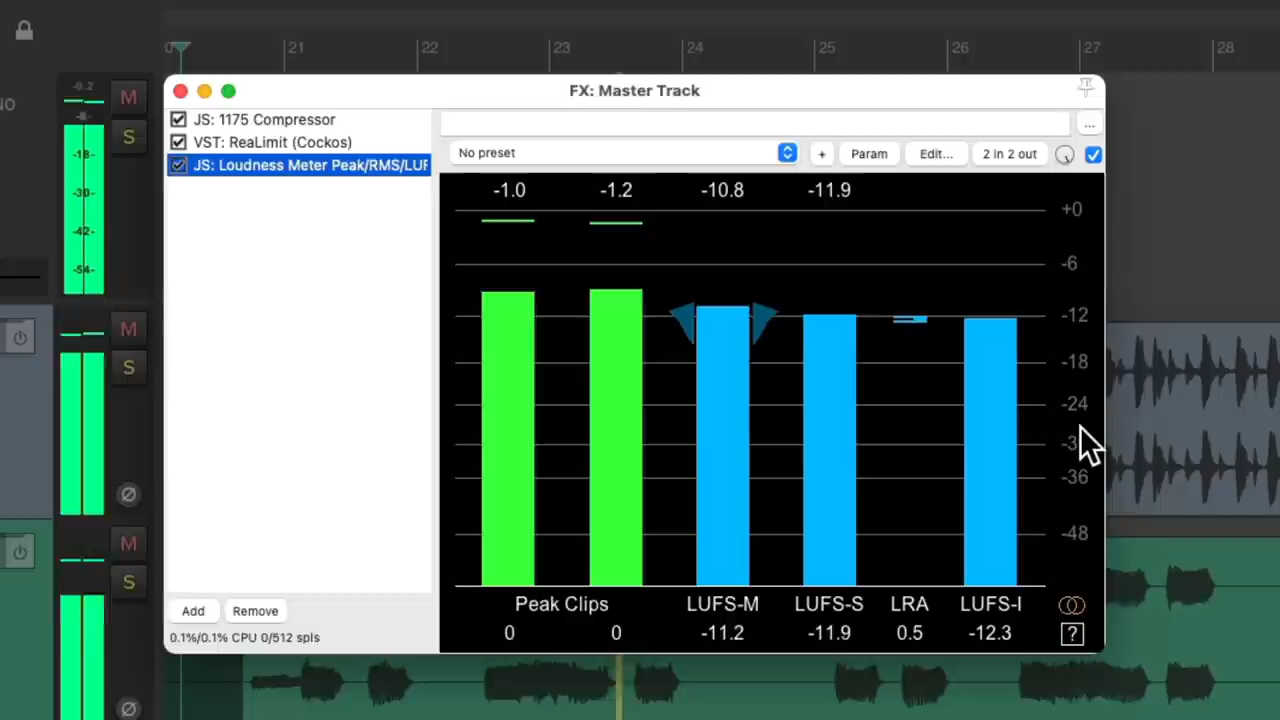 21 22 23 24 25 26 27 28
-0.2
M
S
-18-
-30-
-42-
-54-
FX: Master Track
JS: 1175 Compressor
VST: ReaLimit (Cockos)
JS: Loudness Meter Peak/RMS/LUF
...
No preset
+
Param
Edit...
2 in 2 out
-1.0 -1.2 -10.8 -11.9
+0
-6
-12
-18
-24
-36
-48
Peak Clips LUFS-M LUFS-S LRA LUFS-I
0 0 -11.2 -11.9 0.5 -12.3
?
Add
Remove
0.1%/0.1% CPU 0/512 spls
M
S
M
S